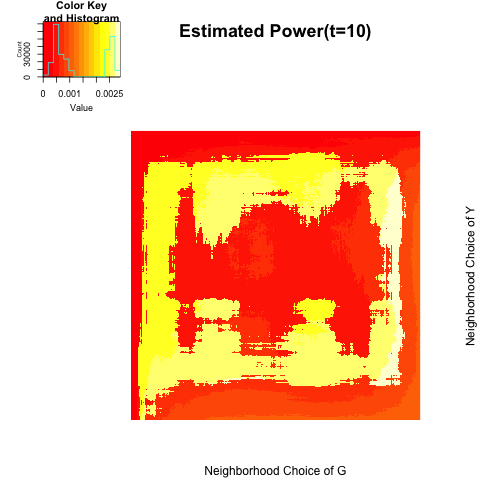 Color Key
and Histogram
Count
0 30000
0 0.001 0.0025
Value
Estimated Power(t=10)
Neighborhood Choice of Y
Neighborhood Choice of G